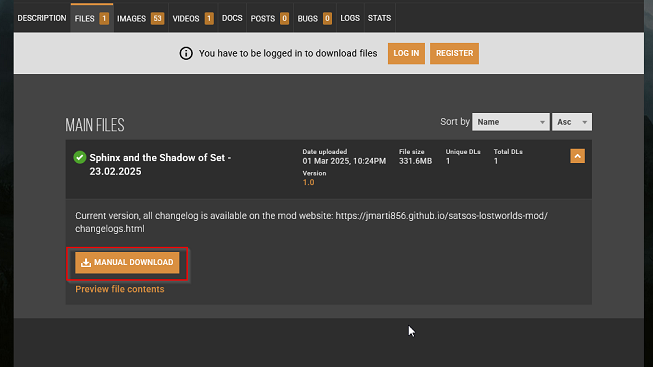 DESCRIPTION FILES 1 IMAGES 53 VIDEOS 1 DOCS POSTS 0 BUGS 0 LOGS STATS
You have to be logged in to download files LOG IN REGISTER
MAIN FILES
Sort by Name Asc
Sphinx and the Shadow of Set -
23.02.2025
Date uploaded
01 Mar 2025, 10:24PM
File size
331.6MB
Unique DLs
1
Total DLs
1
Version
1.0
Current version, all changelog is available on the mod website: https://jmarti856.github.io/satsos-lostworlds-mod/
changelogs.html
MANUAL DOWNLOAD
Preview file contents